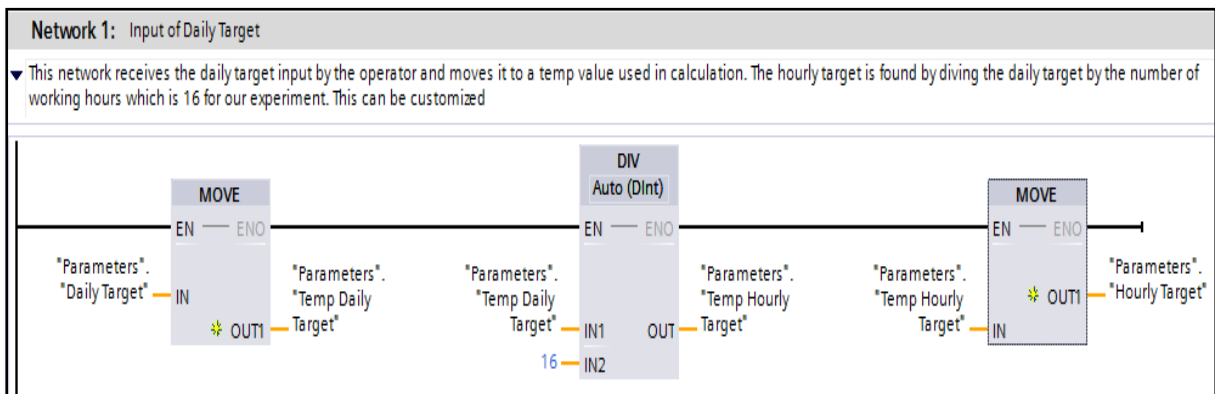 Network 1: Input of Daily Target
This network receives the daily target input by the operator and moves it to a temp value used in calculation. The hourly target is found by diving the daily target by the number of
working hours which is 16 for our experiment. This can be customized
MOVE
EN ENO
"Parameters".
"Daily Target"
IN
OUT1
"Parameters".
"Temp Daily
Target"
DIV
Auto (DInt)
EN ENO
"Parameters".
"Temp Daily
Target"
IN1
16
IN2
OUT
"Parameters".
"Temp Hourly
Target"
MOVE
EN ENO
"Parameters".
"Temp Hourly
Target"
IN
OUT1
"Parameters".
"Hourly Target"